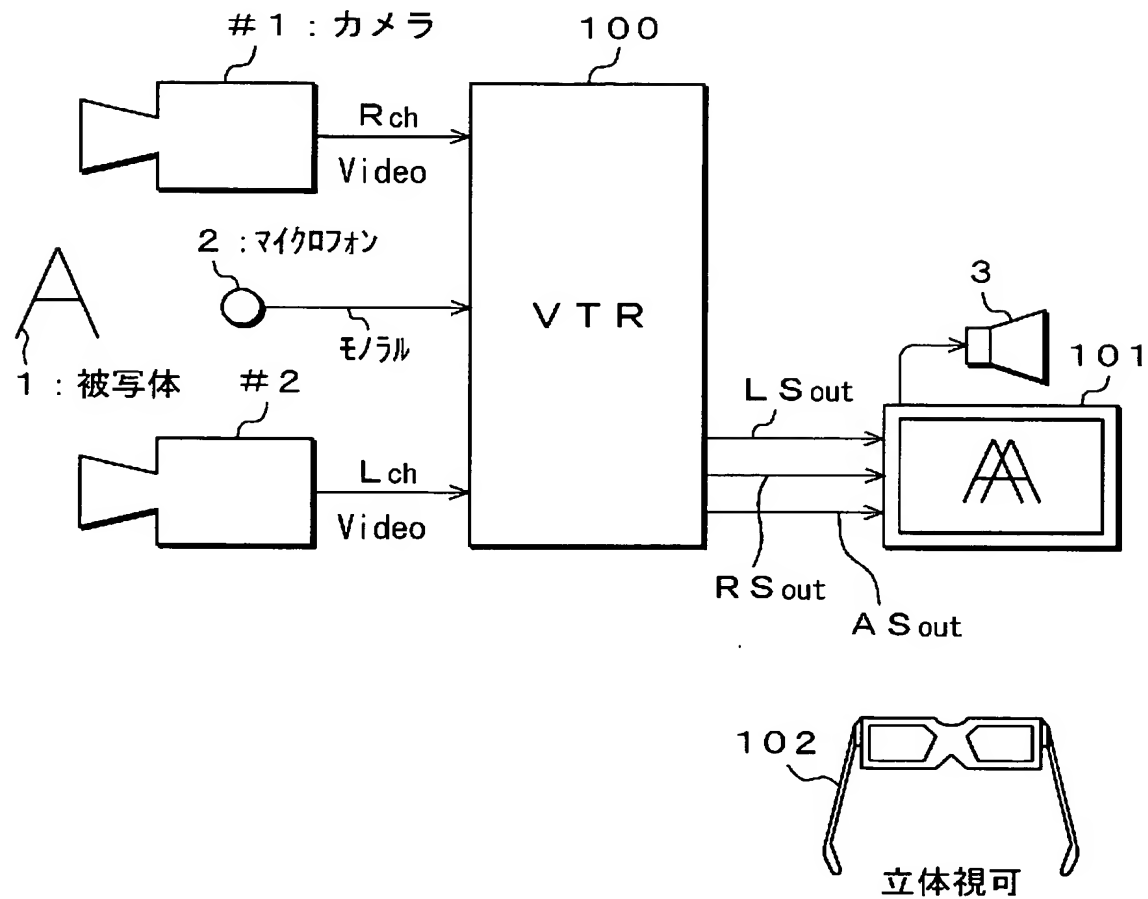 #1：カメラ
100
Rch
Video
2：マイクロフォン
モノラル
A
1：被写体
#2
Lch
Video
VTR
3
101
LSout
AA
RSout
ASout
102
立体視可